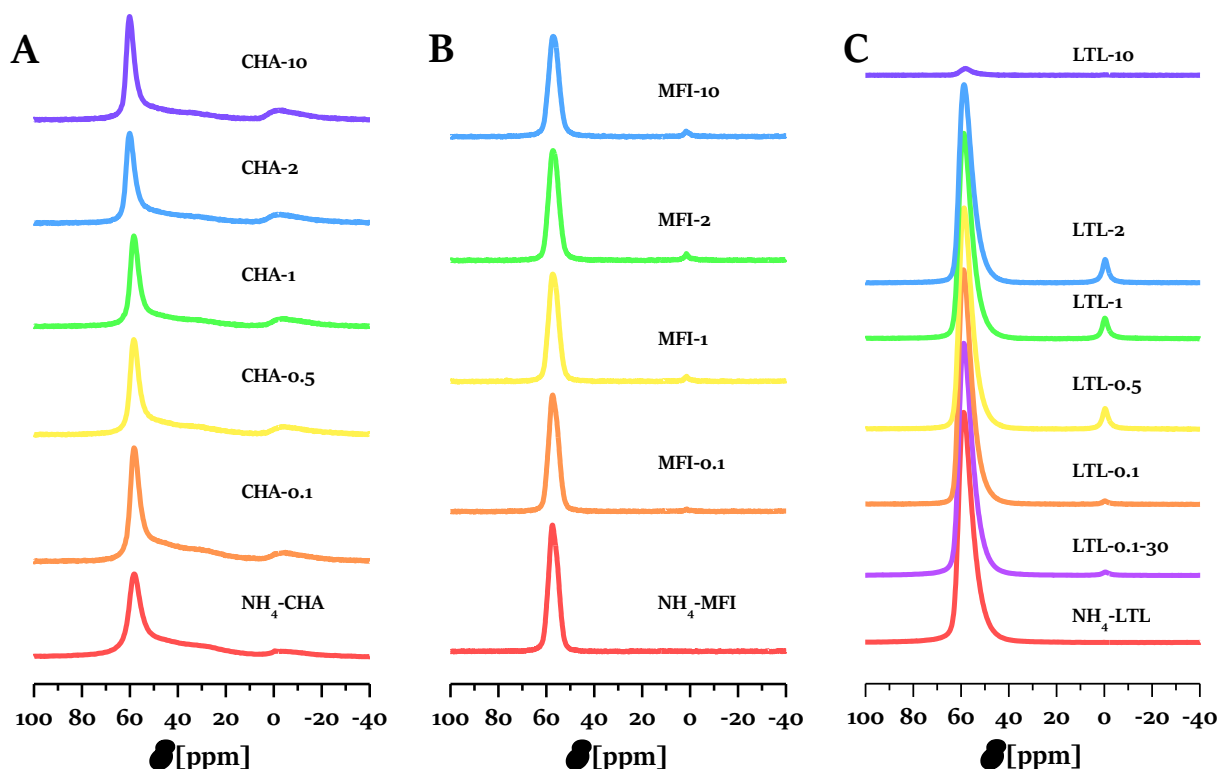 A
CHA-10
CHA-2
CHA-1
CHA-0.5
CHA-0.1
NH4-CHA
100 80 60 40 20 0 -20 -40
[ppm]
B
MFI-10
MFI-2
MFI-1
MFI-0.1
NH4-MFI
100 80 60 40 20 0 -20 -40
[ppm]
C
LTL-10
LTL-2
LTL-1
LTL-0.5
LTL-0.1
LTL-0.1-30
NH4-LTL
100 80 60 40 20 0 -20 -40
[ppm]